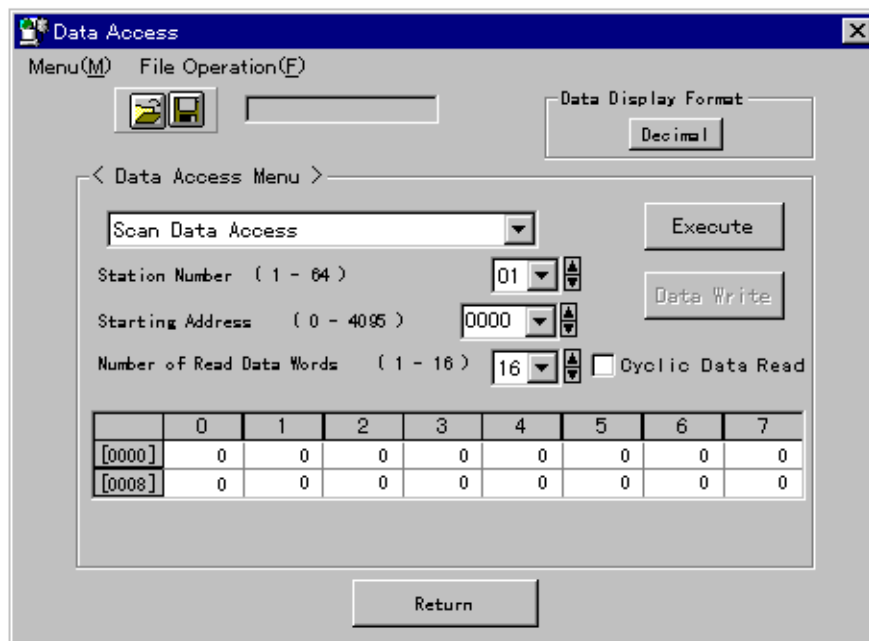 Data Access
Menu(M) File Operation(F)
Data Display Format
Decimal
< Data Access Menu >
Scan Data Access
Execute
Station Number ( 1 - 64 ) 01
Data Write
Starting Address ( 0 - 4095 ) 0000
Number of Read Data Words ( 1 - 16 ) 16 Cyclic Data Read
0 1 2 3 4 5 6 7
[0000] 0 0 0 0 0 0 0 0
[0008] 0 0 0 0 0 0 0 0
Return